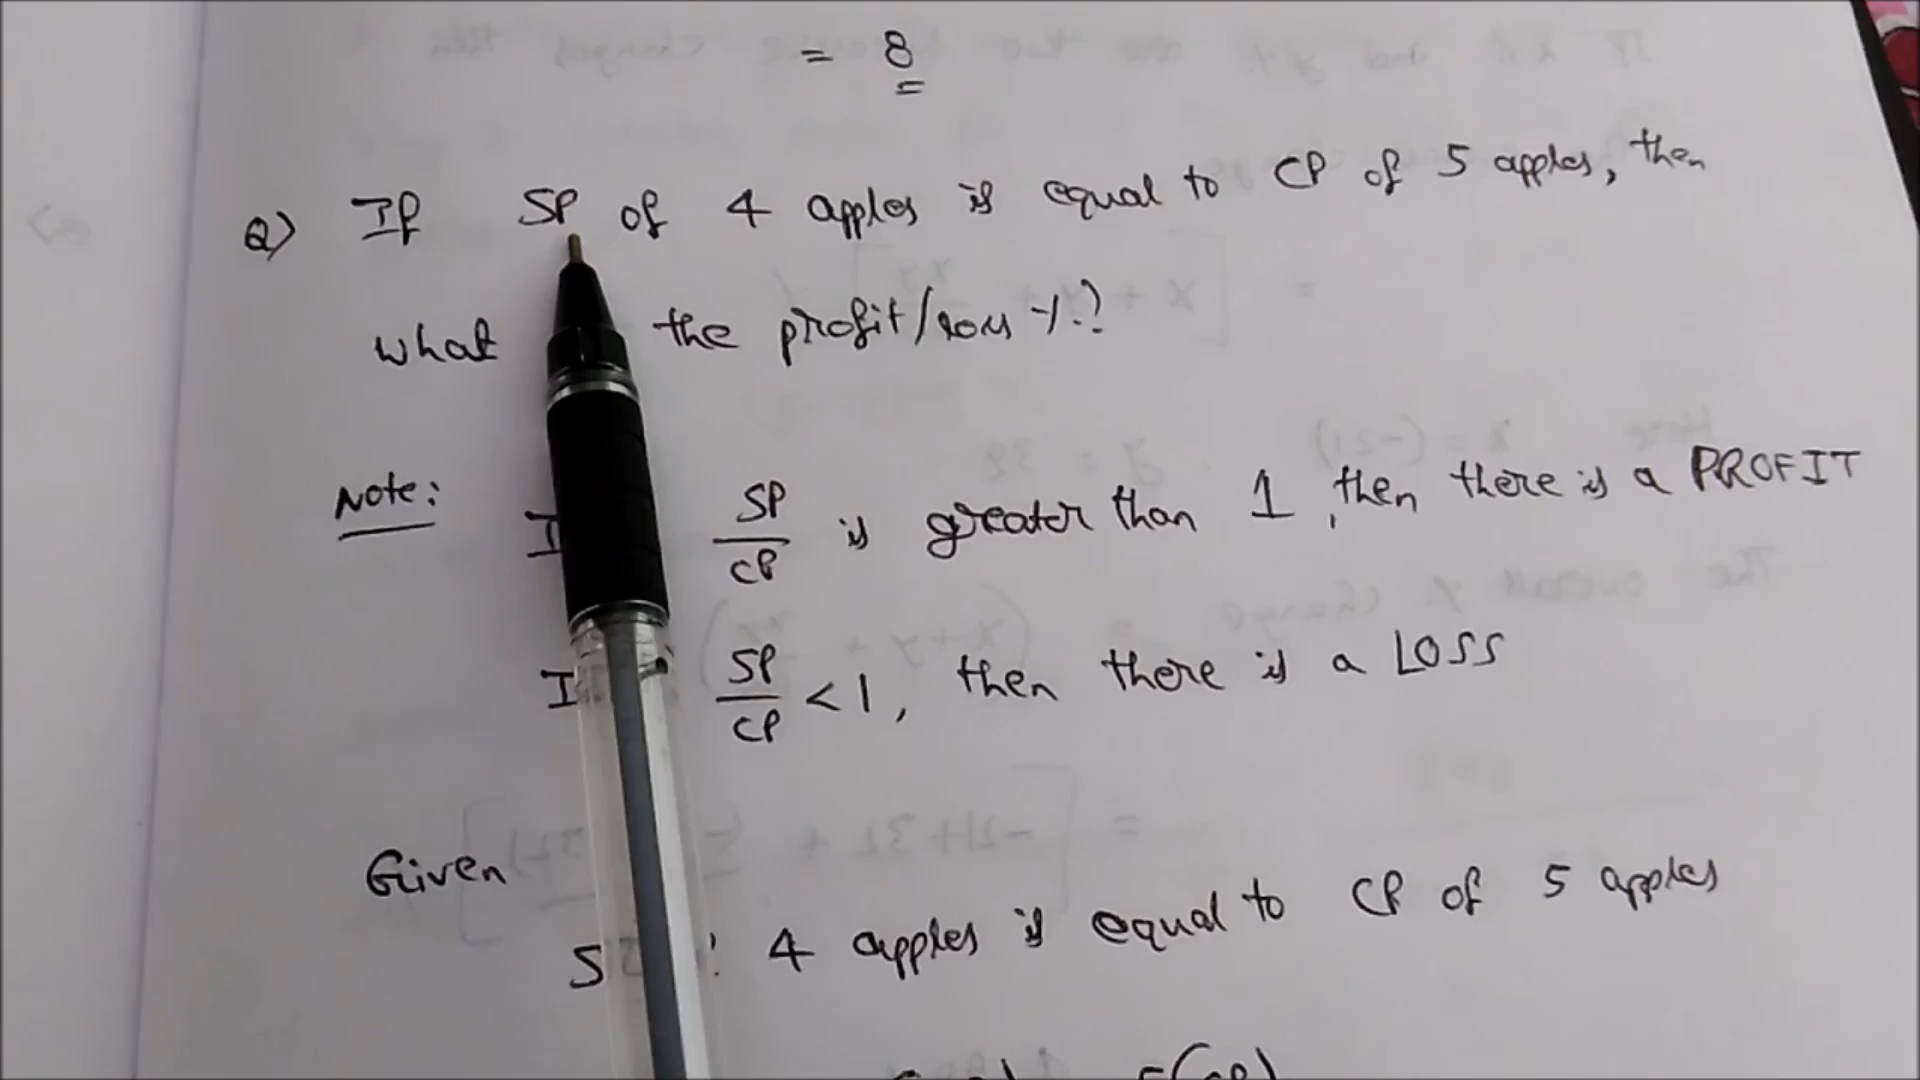 = 8
Q) If SP of 4 apples is equal to CP of 5 apples, then
what the profit/loss %?
Note: I SP/CP is greater than 1, then there is a PROFIT
I SP/CP < 1, then there is a LOSS
Given
S 4 apples is equal to CP of 5 apples